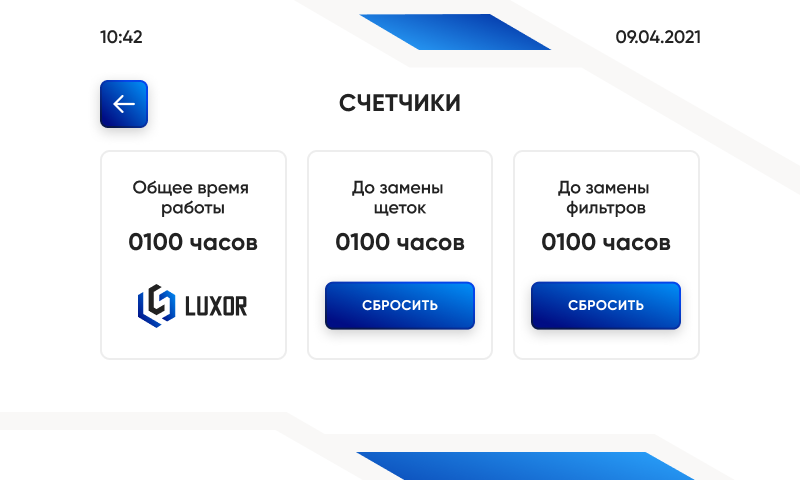 10:42
09.04.2021
СЧЕТЧИКИ
Общее время
работы
0100 часов
LUXOR
До замены
щеток
0100 часов
СБРОСИТЬ
До замены
фильтров
0100 часов
СБРОСИТЬ